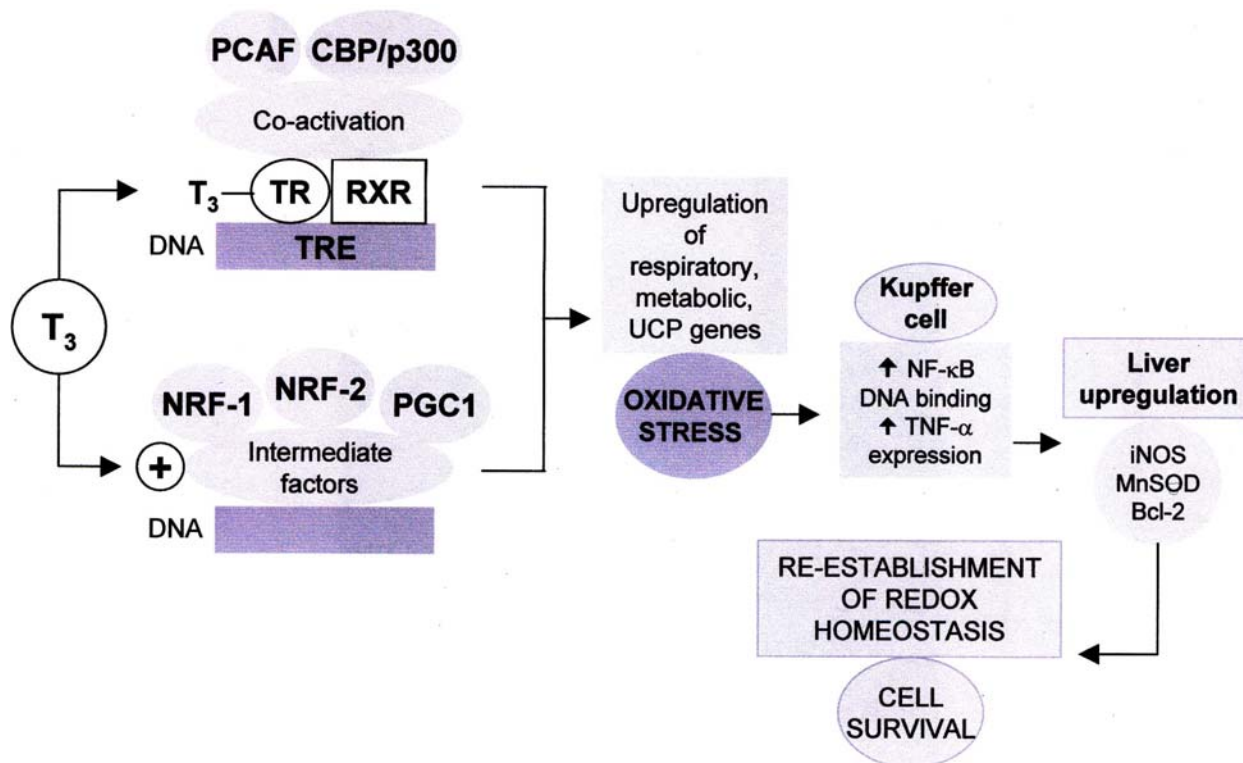 PCAF CBP/p300
Co-activation
T₃ TR RXR
DNA TRE
T₃
NRF-1 NRF-2 PGC1
+ Intermediate
factors
DNA
Upregulation
of
respiratory,
metabolic,
UCP genes
OXIDATIVE
STRESS
Kupffer
cell
↑ NF-κB
DNA binding
↑ TNF-α
expression
Liver
upregulation
iNOS
MnSOD
Bcl-2
RE-ESTABLISHMENT
OF REDOX
HOMEOSTASIS
CELL
SURVIVAL